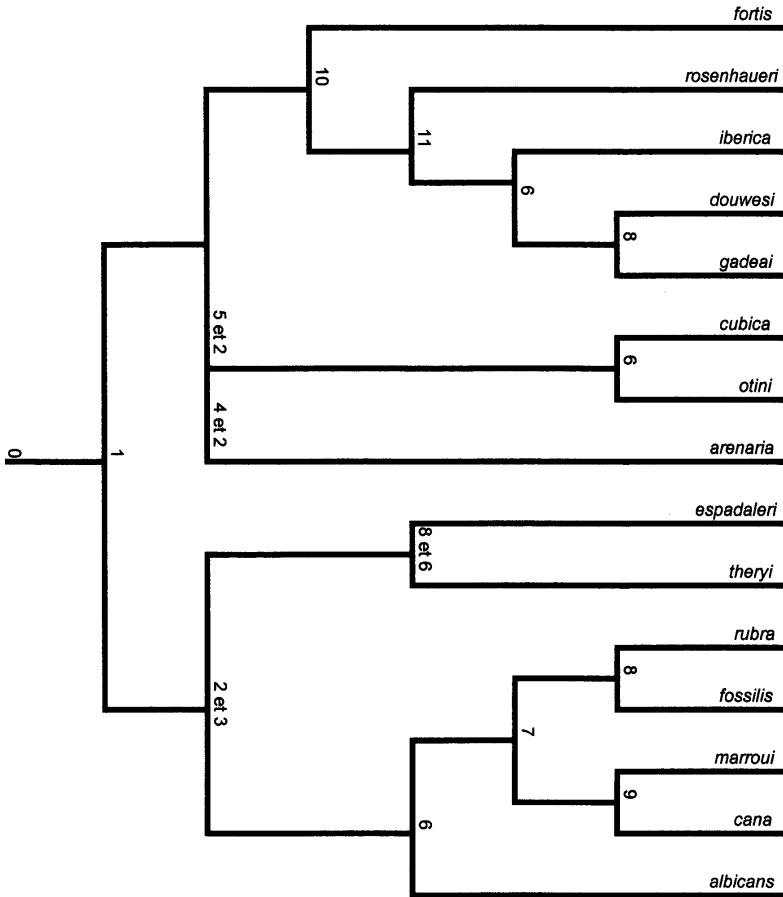 fortis
10
rosenhaueri
11
iberica
6
douwesi
8
gadeai
5 et 2
cubica
6
otini
4 et 2
arenaria
0
1
espadaleri
8 et 6
theryi
2 et 3
rubra
8
fossilis
7
marroui
9
cana
6
albicans